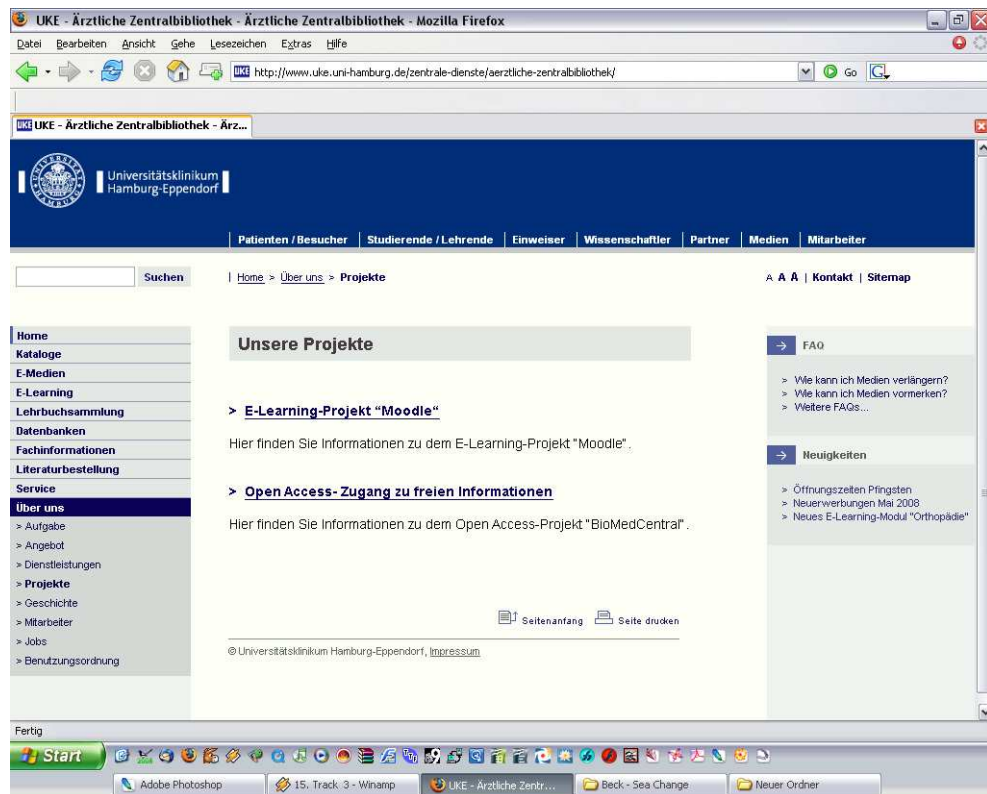 UKE - Ärztliche Zentralbibliothek - Ärztliche Zentralbibliothek - Mozilla Firefox
Datei Bearbeiten Ansicht Gehe Lesezeichen Extras Hilfe
http://www.uke.uni-hamburg.de/zentrale-dienste/aerztliche-zentralbibliothek/ Go
UKE - Ärztliche Zentralbibliothek - Ärz...
Universitätsklinikum
Hamburg-Eppendorf
Patienten / Besucher | Studierende / Lehrende | Einweiser | Wissenschaftler | Partner | Medien | Mitarbeiter
Suchen
| Home > Über uns > Projekte
A A A | Kontakt | Sitemap
Home
Kataloge
E-Medien
E-Learning
Lehrbuchsammlung
Datenbanken
Fachinformationen
Literaturbestellung
Service
Über uns
> Aufgabe
> Angebot
> Dienstleistungen
> Projekte
> Geschichte
> Mitarbeiter
> Jobs
> Benutzungsordnung
Unsere Projekte
> E-Learning-Projekt "Moodle"
Hier finden Sie Informationen zu dem E-Learning-Projekt "Moodle".
> Open Access- Zugang zu freien Informationen
Hier finden Sie Informationen zu dem Open Access-Projekt "BioMedCentral".
Seitenanfang Seite drucken
© Universitätsklinikum Hamburg-Eppendorf, Impressum
FAQ
> Wie kann ich Medien verlängern?
> Wie kann ich Medien vormerken?
> Weitere FAQs...
Neuigkeiten
> Öffnungszeiten Pfingsten
> Neuerwerbungen Mai 2008
> Neues E-Learning-Modul "Orthopädie"
Fertig
Start
Adobe Photoshop
15. Track 3 - Winamp
UKE - Ärztliche Zentr...
Beck - Sea Change
Neuer Ordner